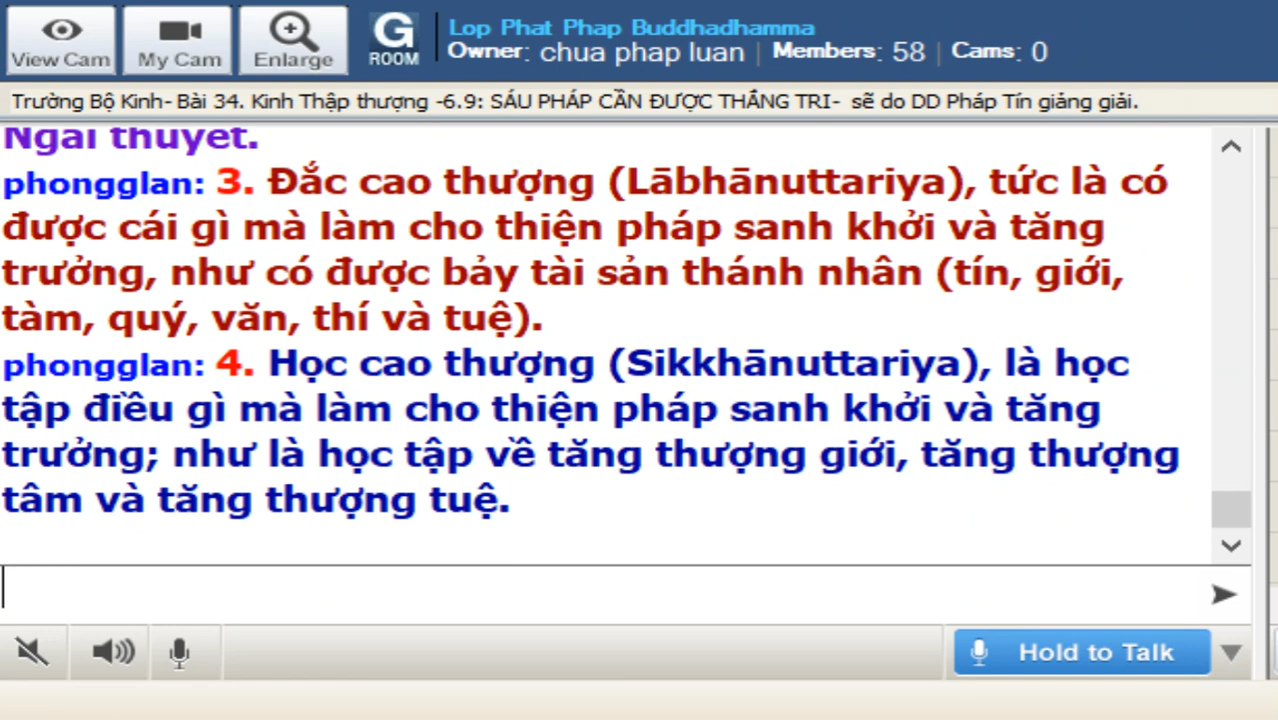 View Cam
My Cam
Enlarge
G
ROOM
Lop Phat Phap Buddhadhamma
Owner: chua phap luan | Members: 58 | Cams: 0
Trường Bộ Kinh- Bài 34. Kinh Thập thượng -6.9: SÁU PHÁP CẦN ĐƯỢC THẮNG TRI- sẽ do DD Pháp Tín giảng giải.
Ngài thuyết.
phongglan: 3. Đắc cao thượng (Lābhānuttariya), tức là có
được cái gì mà làm cho thiện pháp sanh khởi và tăng
trưởng, như có được bảy tài sản thánh nhân (tín, giới,
tàm, quý, văn, thí và tuệ).
phongglan: 4. Học cao thượng (Sikkhānuttariya), là học
tập điều gì mà làm cho thiện pháp sanh khởi và tăng
trưởng; như là học tập về tăng thượng giới, tăng thượng
tâm và tăng thượng tuệ.
Hold to Talk